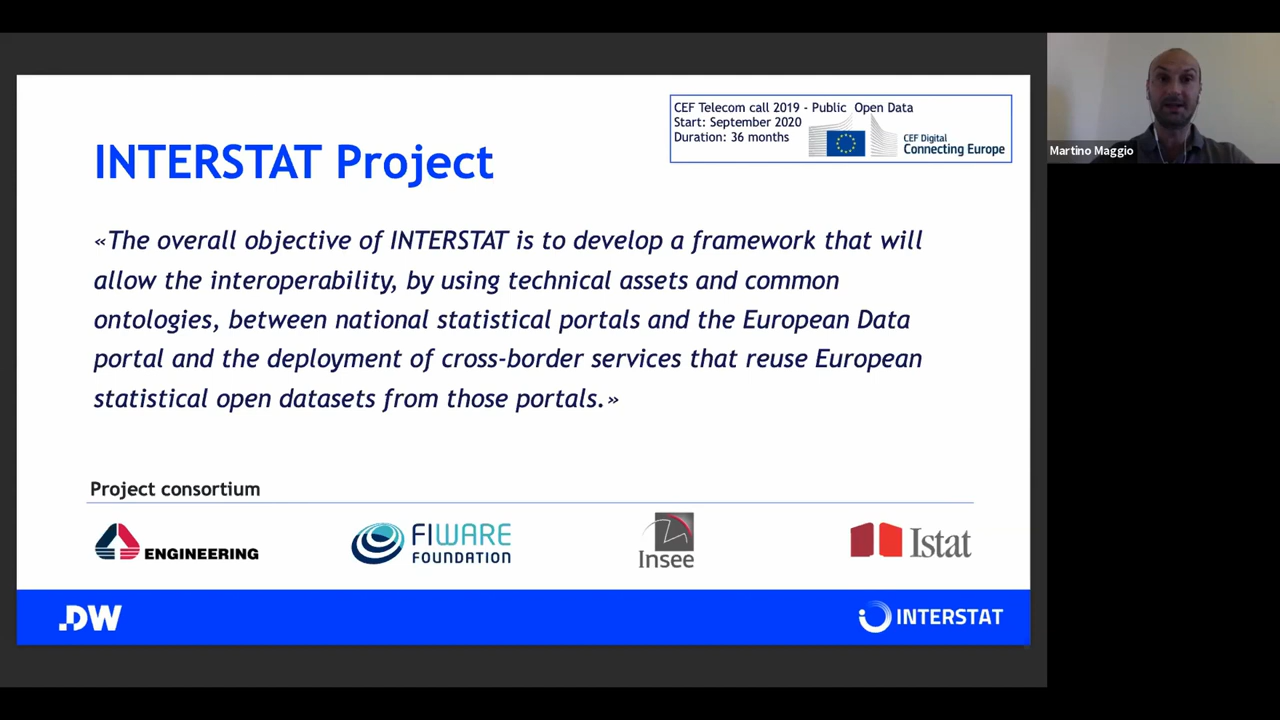 CEF Telecom call 2019 - Public Open Data
Start: September 2020
Duration: 36 months
CEF Digital
Connecting Europe
INTERSTAT Project
«The overall objective of INTERSTAT is to develop a framework that will
allow the interoperability, by using technical assets and common
ontologies, between national statistical portals and the European Data
portal and the deployment of cross-border services that reuse European
statistical open datasets from those portals.»
Project consortium
ENGINEERING
FIWARE
FOUNDATION
Insee
Istat
.DW
INTERSTAT
Martino Maggio